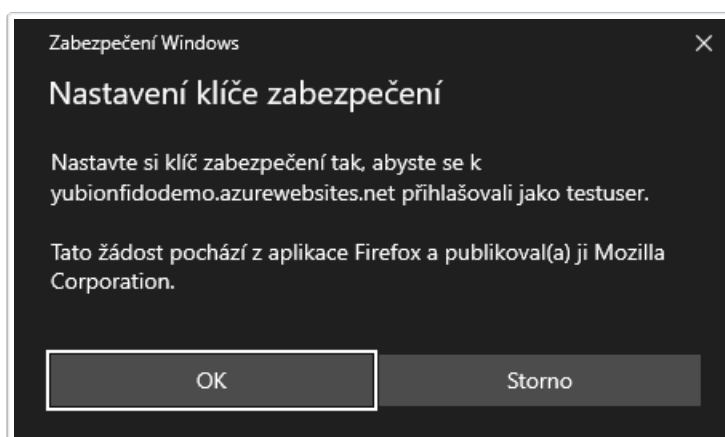 Zabezpečení Windows
Nastavení klíče zabezpečení
Nastavte si klíč zabezpečení tak, abyste se k
yubionfidodemo.azurewebsites.net přihlašovali jako testuser.
Tato žádost pochází z aplikace Firefox a publikoval(a) ji Mozilla
Corporation.
OK
Storno